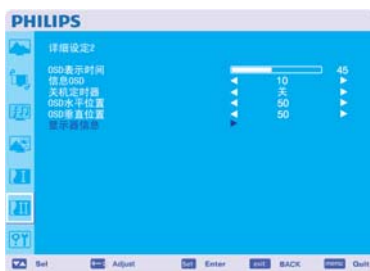 PHILIPS
详细设定2
OSD表示时间 45
信息OSD 10
关机定时器 关
OSD水平位置 50
OSD垂直位置 50
显示器信息
Sel Adjust Set Enter exit BACK menu Quit